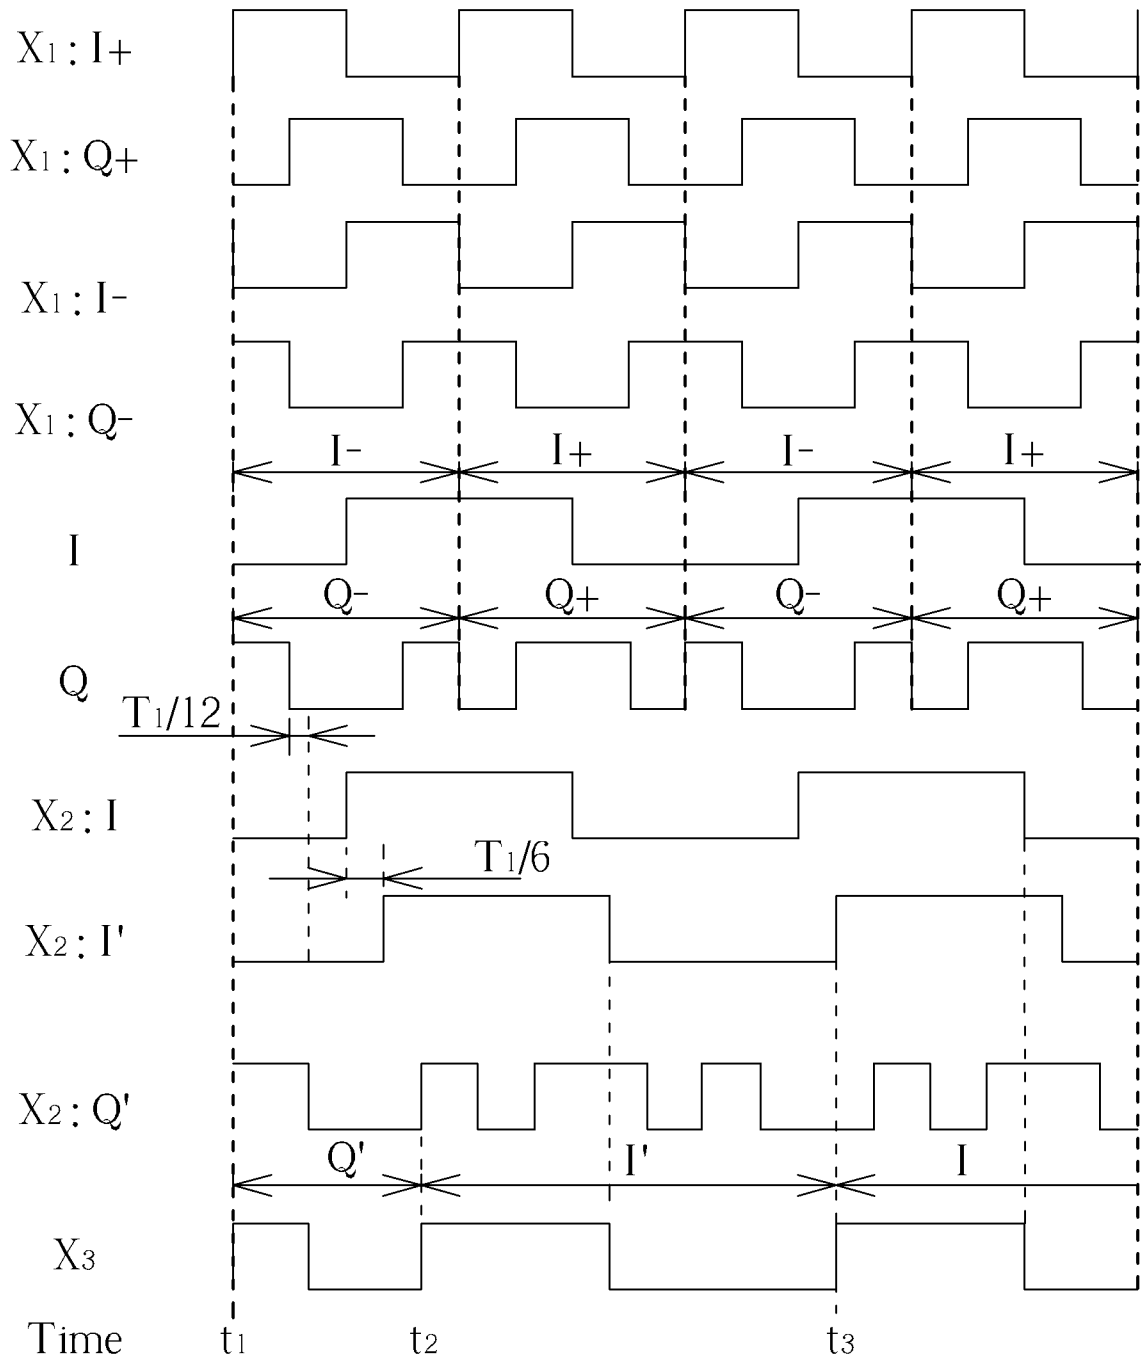 X1 : I+
X1 : Q+
X1 : I-
X1 : Q-
I- I+ I- I+
I
Q- Q+ Q- Q+
Q
T1/12
X2 : I
T1/6
X2 : I'
X2 : Q'
Q' I' I
X3
Time t1 t2 t3